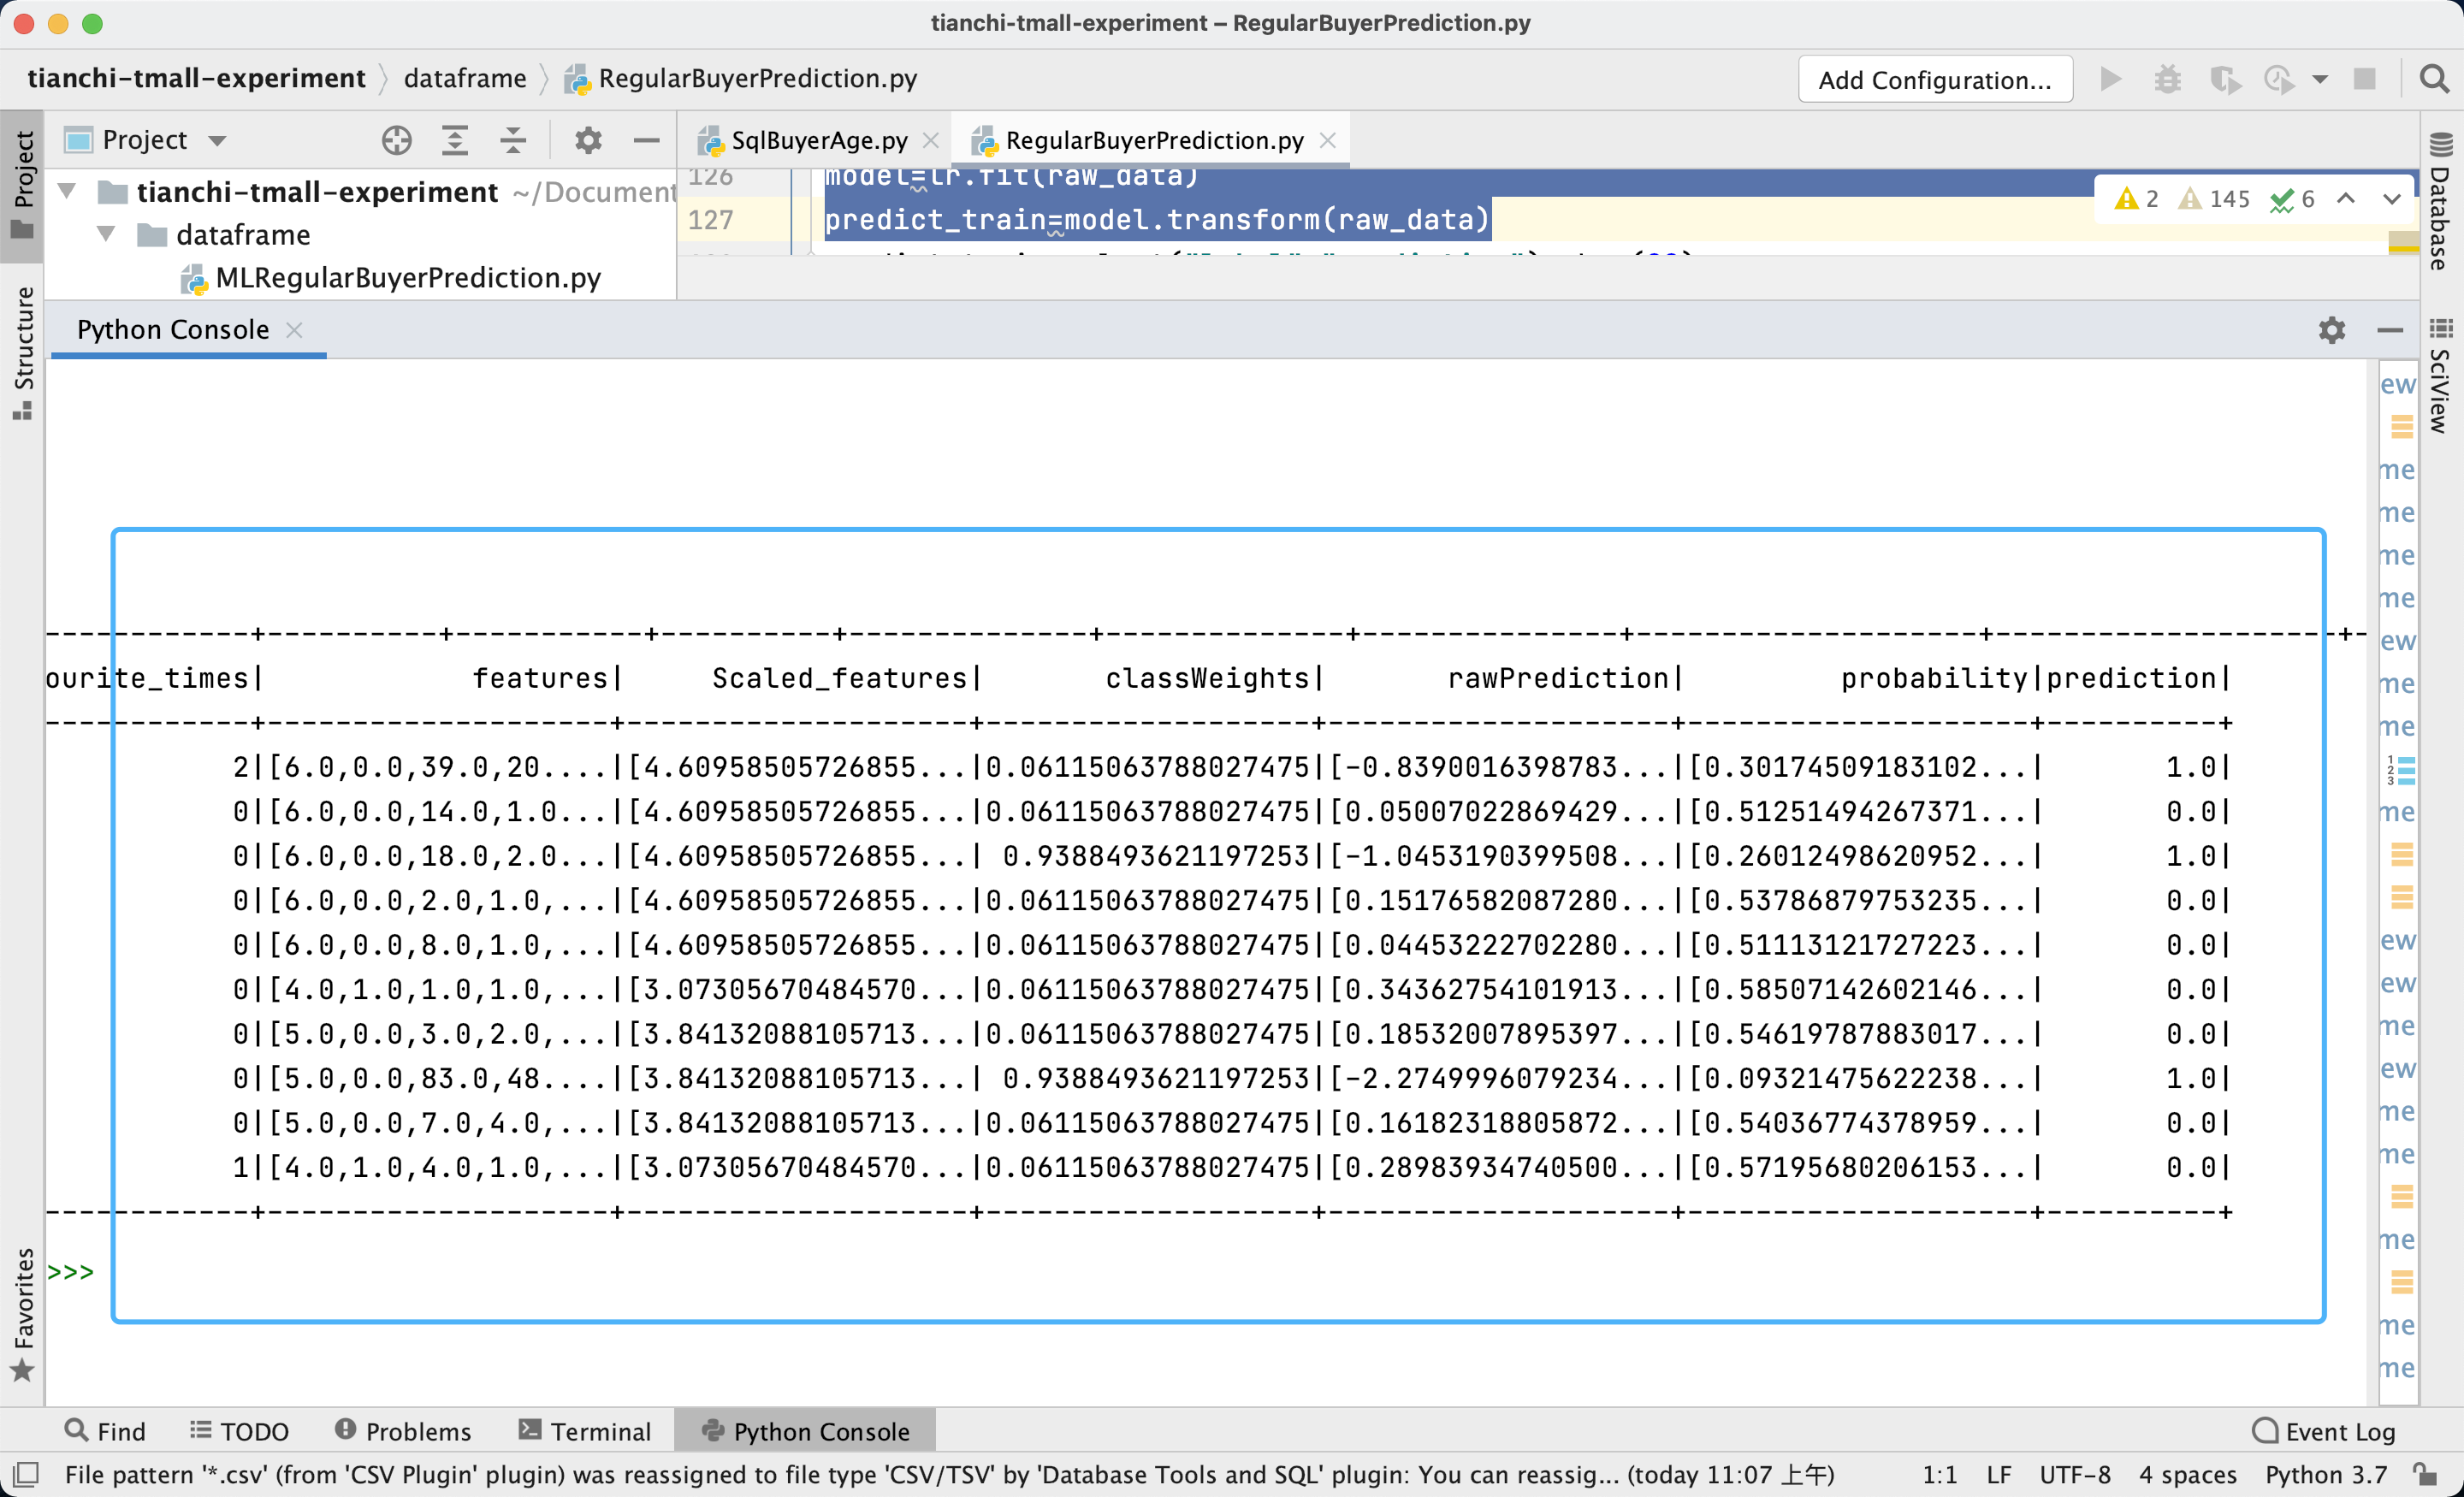 tianchi-tmall-experiment – RegularBuyerPrediction.py
tianchi-tmall-experiment dataframe RegularBuyerPrediction.py
Add Configuration...
Project
SqlBuyerAge.py
RegularBuyerPrediction.py
Project
Structure
Favorites
Database
SciView
tianchi-tmall-experiment ~/Document
dataframe
MLRegularBuyerPrediction.py
126 model=lr.fit(raw_data)
127 predict_train=model.transform(raw_data)
2 145 6
Python Console
------------+----------+-----------+----------+--------------+--------------+---------------+--------------------+--------------------+-
ourite_times|            features|     Scaled_features|       classWeights|       rawPrediction|         probability|prediction|
------------+--------------------+--------------------+-------------------+--------------------+--------------------+----------+
           2|[6.0,0.0,39.0,20....|[4.60958505726855...|0.06115063788027475|[-0.8390016398783...|[0.30174509183102...|       1.0|
           0|[6.0,0.0,14.0,1.0...|[4.60958505726855...|0.06115063788027475|[0.05007022869429...|[0.51251494267371...|       0.0|
           0|[6.0,0.0,18.0,2.0...|[4.60958505726855...| 0.9388493621197253|[-1.0453190399508...|[0.26012498620952...|       1.0|
           0|[6.0,0.0,2.0,1.0,...|[4.60958505726855...|0.06115063788027475|[0.15176582087280...|[0.53786879753235...|       0.0|
           0|[6.0,0.0,8.0,1.0,...|[4.60958505726855...|0.06115063788027475|[0.04453222702280...|[0.51113121727223...|       0.0|
           0|[4.0,1.0,1.0,1.0,...|[3.07305670484570...|0.06115063788027475|[0.34362754101913...|[0.58507142602146...|       0.0|
           0|[5.0,0.0,3.0,2.0,...|[3.84132088105713...|0.06115063788027475|[0.18532007895397...|[0.54619787883017...|       0.0|
           0|[5.0,0.0,83.0,48....|[3.84132088105713...| 0.9388493621197253|[-2.2749996079234...|[0.09321475622238...|       1.0|
           0|[5.0,0.0,7.0,4.0,...|[3.84132088105713...|0.06115063788027475|[0.16182318805872...|[0.54036774378959...|       0.0|
           1|[4.0,1.0,4.0,1.0,...|[3.07305670484570...|0.06115063788027475|[0.28983934740500...|[0.57195680206153...|       0.0|
------------+--------------------+--------------------+-------------------+--------------------+--------------------+----------+
>>>
ew
me
me
me
me
ew
me
me
1
2
3
me
ew
ew
me
ew
me
me
me
me
me
Find TODO Problems Terminal Python Console Event Log
File pattern '*.csv' (from 'CSV Plugin' plugin) was reassigned to file type 'CSV/TSV' by 'Database Tools and SQL' plugin: You can reassig... (today 11:07 上午) 1:1 LF UTF-8 4 spaces Python 3.7